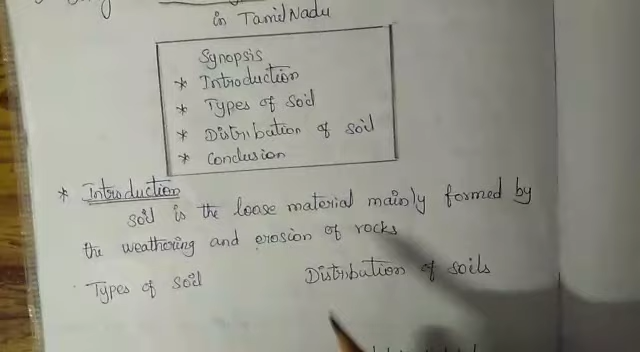 in Tamil Nadu
Synopsis
* Introduction
* Types of soil
* Distribution of soil
* Conclusion
* Introduction
soil is the loose material mainly formed by
the weathering and erosion of rocks
Types of soil Distribution of soils